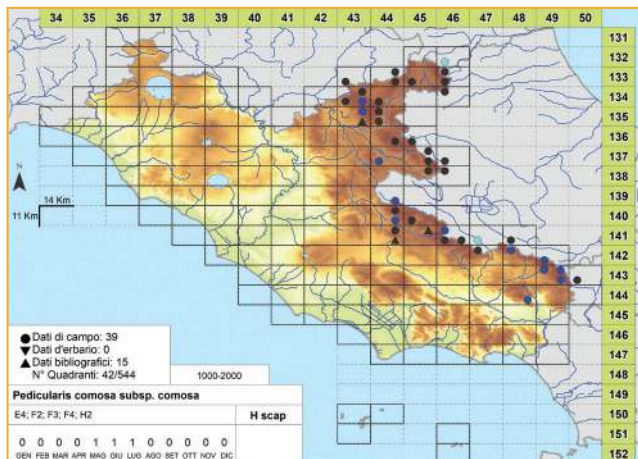 34 35 36 37 38 39 40 41 42 43 44 45 46 47 48 49 50
131
132
133
134
135
136
137
138
139
140
141
142
143
144
145
146
147
148
149
150
151
152
N
14 Km
11 Km
Dati di campo: 39
Dati d'erbario: 0
Dati bibliografici: 15
N° Quadranti: 42/544
1000-2000
Pedicularis comosa subsp. comosa
E4; F2; F3; F4; H2
H scap
0 0 0 0 1 1 1 0 0 0 0 0
GEN FEB MAR APR MAG GIU LUG AGO SET OTT NOV DIC